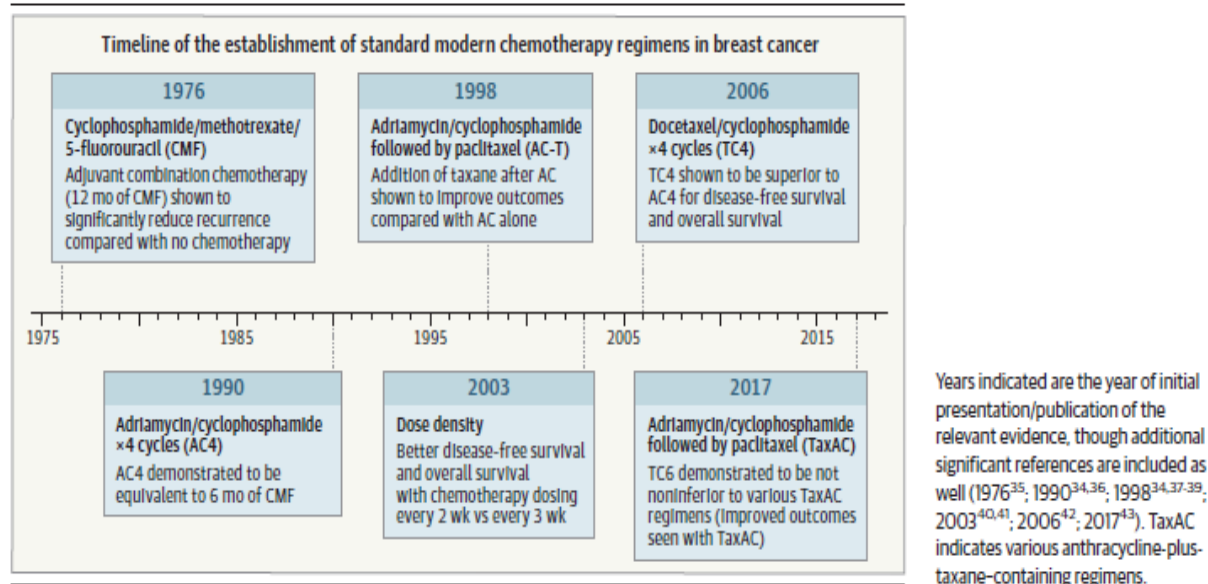 Timeline of the establishment of standard modern chemotherapy regimens in breast cancer
1976
Cyclophosphamide/methotrexate/
5-fluorouracil (CMF)
Adjuvant combination chemotherapy
(12 mo of CMF) shown to
significantly reduce recurrence
compared with no chemotherapy
1998
Adriamycin/cyclophosphamide
followed by paclitaxel (AC-T)
Addition of taxane after AC
shown to improve outcomes
compared with AC alone
2006
Docetaxel/cyclophosphamide
×4 cycles (TC4)
TC4 shown to be superior to
AC4 for disease-free survival
and overall survival
1975 1985 1995 2005 2015
1990
Adriamycin/cyclophosphamide
×4 cycles (AC4)
AC4 demonstrated to be
equivalent to 6 mo of CMF
2003
Dose density
Better disease-free survival
and overall survival
with chemotherapy dosing
every 2 wk vs every 3 wk
2017
Adriamycin/cyclophosphamide
followed by paclitaxel (TaxAC)
TC6 demonstrated to be not
noninferior to various TaxAC
regimens (improved outcomes
seen with TaxAC)
Years indicated are the year of initial
presentation/publication of the
relevant evidence, though additional
significant references are included as
well (1976³⁵; 1990³⁴,³⁶; 1998³⁴,³⁷⁻³⁹;
2003⁴⁰,⁴¹; 2006⁴²; 2017⁴³). TaxAC
indicates various anthracycline-plus-
taxane–containing regimens.